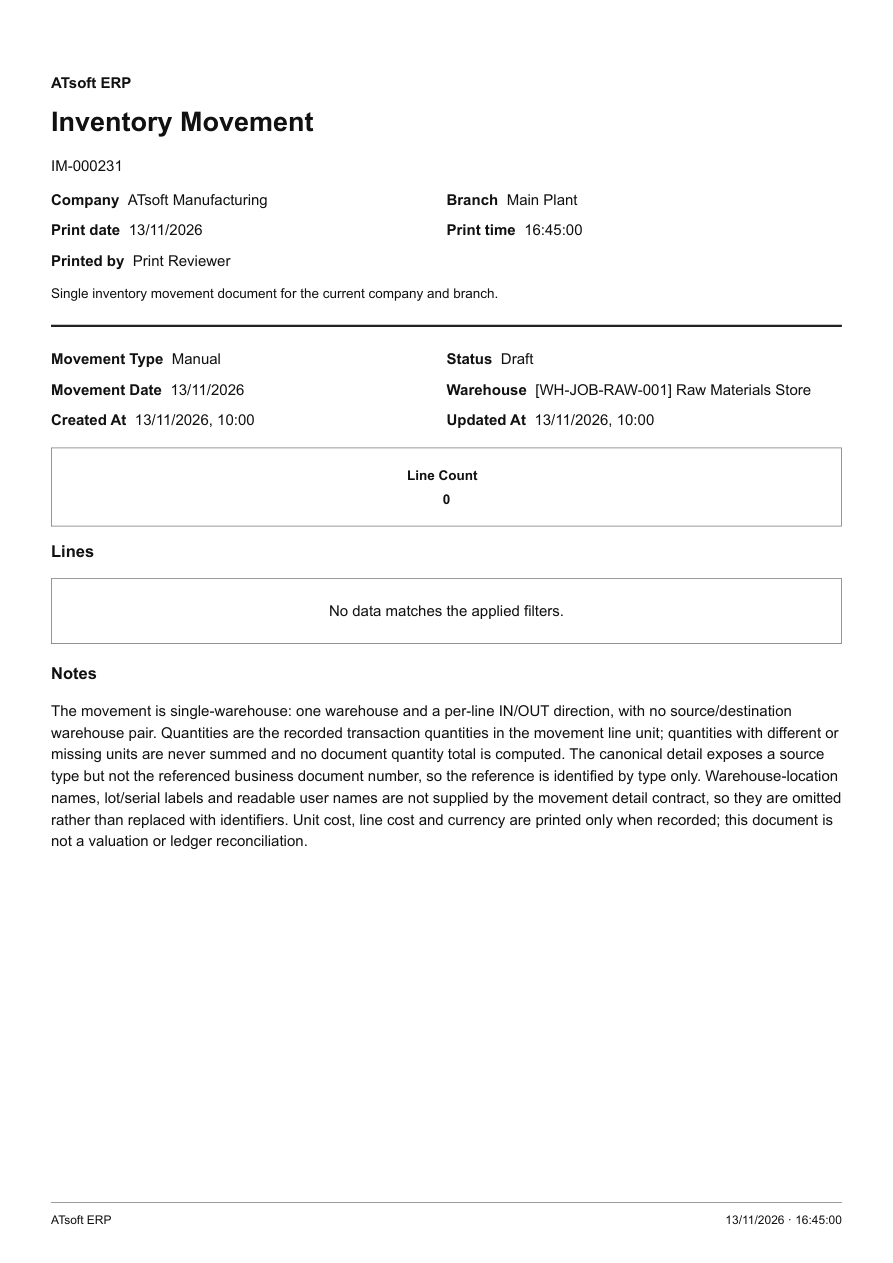 ATsoft ERP
Inventory Movement
IM-000231
Company ATsoft Manufacturing
Branch Main Plant
Print date 13/11/2026
Print time 16:45:00
Printed by Print Reviewer
Single inventory movement document for the current company and branch.
Movement Type Manual
Status Draft
Movement Date 13/11/2026
Warehouse [WH-JOB-RAW-001] Raw Materials Store
Created At 13/11/2026, 10:00
Updated At 13/11/2026, 10:00
Line Count
0
Lines
No data matches the applied filters.
Notes
The movement is single-warehouse: one warehouse and a per-line IN/OUT direction, with no source/destination
warehouse pair. Quantities are the recorded transaction quantities in the movement line unit; quantities with different or
missing units are never summed and no document quantity total is computed. The canonical detail exposes a source
type but not the referenced business document number, so the reference is identified by type only. Warehouse-location
names, lot/serial labels and readable user names are not supplied by the movement detail contract, so they are omitted
rather than replaced with identifiers. Unit cost, line cost and currency are printed only when recorded; this document is
not a valuation or ledger reconciliation.
ATsoft ERP
13/11/2026 · 16:45:00